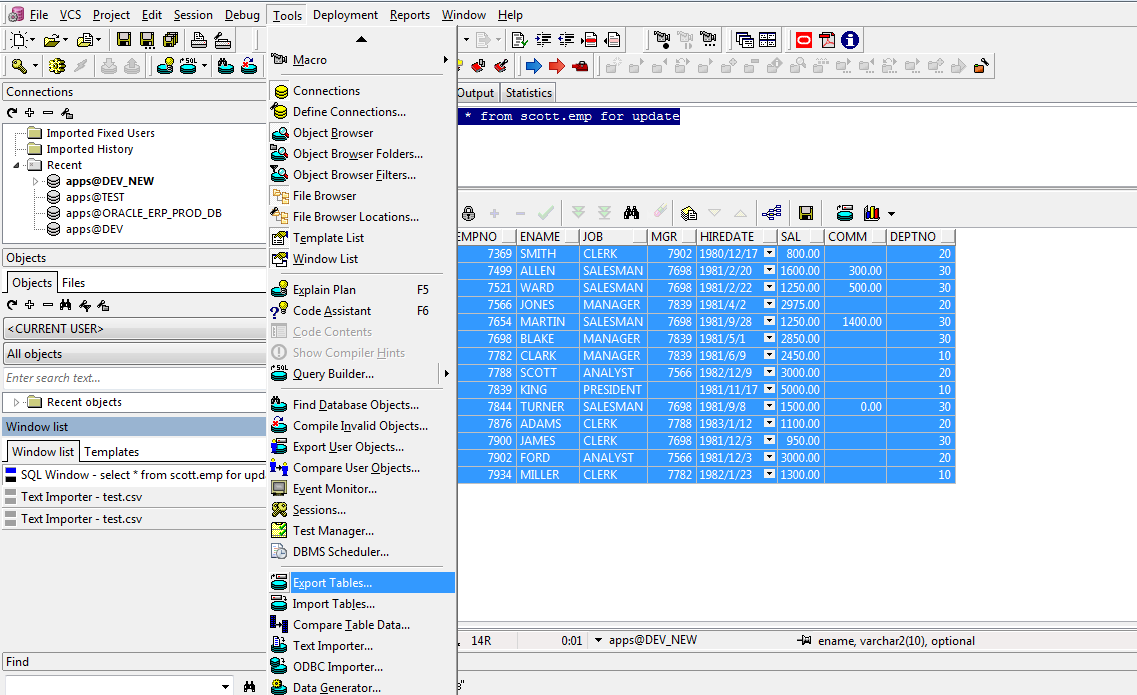 File VCS Project Edit Session Debug Tools Deployment Reports Window Help
Connections
Imported Fixed Users
Imported History
Recent
apps@DEV_NEW
apps@TEST
apps@ORACLE_ERP_PROD_DB
apps@DEV
Objects
Objects Files
<CURRENT USER>
All objects
Enter search text...
Recent objects
Window list
Window list Templates
SQL Window - select * from scott.emp for upd
Text Importer - test.csv
Text Importer - test.csv
Find
Macro
Connections
Define Connections...
Object Browser
Object Browser Folders...
Object Browser Filters...
File Browser
File Browser Locations...
Template List
Window List
Explain Plan F5
Code Assistant F6
Code Contents
Show Compiler Hints
Query Builder...
Find Database Objects...
Compile Invalid Objects...
Export User Objects...
Compare User Objects...
Event Monitor...
Sessions...
Test Manager...
DBMS Scheduler...
Export Tables...
Import Tables...
Compare Table Data...
Text Importer...
ODBC Importer...
Data Generator...
Output Statistics
* from scott.emp for update
EMPNO ENAME JOB MGR HIREDATE SAL COMM DEPTNO
7369 SMITH CLERK 7902 1980/12/17 800.00 20
7499 ALLEN SALESMAN 7698 1981/2/20 1600.00 300.00 30
7521 WARD SALESMAN 7698 1981/2/22 1250.00 500.00 30
7566 JONES MANAGER 7839 1981/4/2 2975.00 20
7654 MARTIN SALESMAN 7698 1981/9/28 1250.00 1400.00 30
7698 BLAKE MANAGER 7839 1981/5/1 2850.00 30
7782 CLARK MANAGER 7839 1981/6/9 2450.00 10
7788 SCOTT ANALYST 7566 1982/12/9 3000.00 20
7839 KING PRESIDENT 1981/11/17 5000.00 10
7844 TURNER SALESMAN 7698 1981/9/8 1500.00 0.00 30
7876 ADAMS CLERK 7788 1983/1/12 1100.00 20
7900 JAMES CLERK 7698 1981/12/3 950.00 30
7902 FORD ANALYST 7566 1981/12/3 3000.00 20
7934 MILLER CLERK 7782 1982/1/23 1300.00 10
14R 0:01 apps@DEV_NEW ename, varchar2(10), optional